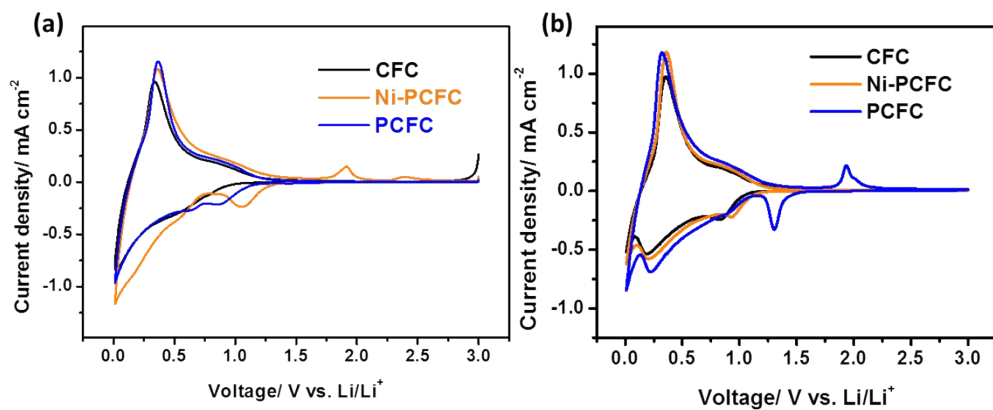 (a)
CFC
Ni-PCFC
PCFC
1.0
0.5
0.0
-0.5
-1.0
Current density/ mA cm⁻²
0.0 0.5 1.0 1.5 2.0 2.5 3.0
Voltage/ V vs. Li/Li⁺
(b)
CFC
Ni-PCFC
PCFC
1.0
0.5
0.0
-0.5
-1.0
Current density/ mA cm⁻²
0.0 0.5 1.0 1.5 2.0 2.5 3.0
Voltage/ V vs. Li/Li⁺